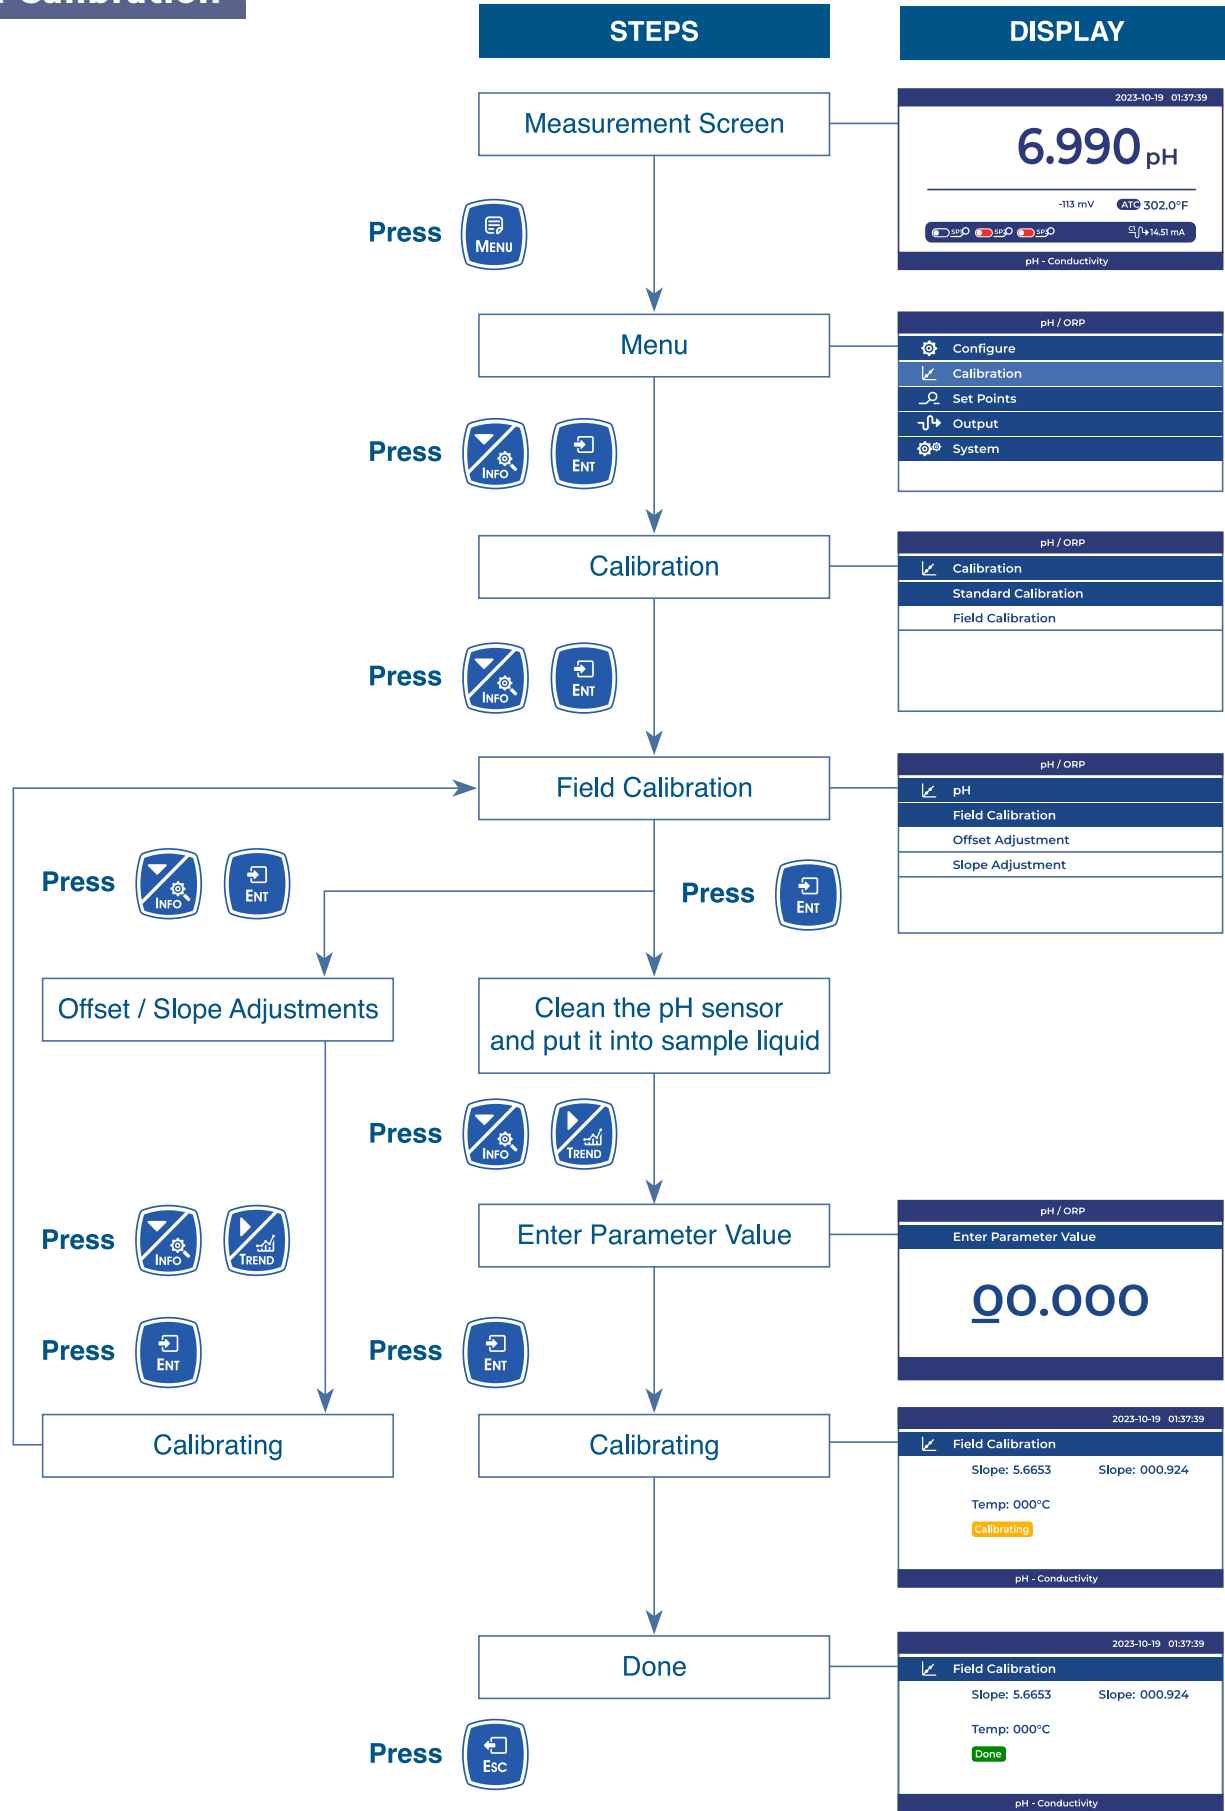 Calibration
STEPS
DISPLAY
Measurement Screen
2023-10-19 01:37:39
6.990 pH
-113 mV ATC 302.0°F
SP1 SP2 SP3 14.51 mA
pH - Conductivity
Press MENU
Menu
pH / ORP
Configure
Calibration
Set Points
Output
System
Press INFO ENT
Calibration
pH / ORP
Calibration
Standard Calibration
Field Calibration
Press INFO ENT
Field Calibration
pH / ORP
pH
Field Calibration
Offset Adjustment
Slope Adjustment
Press INFO ENT
Press ENT
Offset / Slope Adjustments
Clean the pH sensor
and put it into sample liquid
Press INFO TREND
Press INFO TREND
Enter Parameter Value
pH / ORP
Enter Parameter Value
00.000
Press ENT
Press ENT
Calibrating
Calibrating
2023-10-19 01:37:39
Field Calibration
Slope: 5.6653 Slope: 000.924
Temp: 000°C
Calibrating
pH - Conductivity
Done
2023-10-19 01:37:39
Field Calibration
Slope: 5.6653 Slope: 000.924
Temp: 000°C
Done
pH - Conductivity
Press ESC